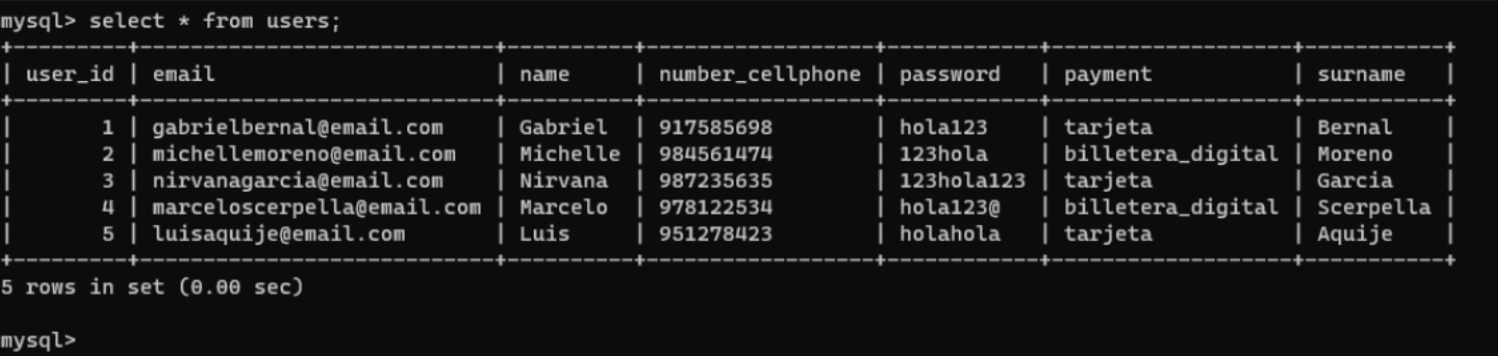 mysql> select * from users;
+---------+----------------------------+----------+------------------+------------+-------------------+-----------+
| user_id | email                      | name     | number_cellphone | password   | payment           | surname   |
+---------+----------------------------+----------+------------------+------------+-------------------+-----------+
|       1 | gabrielbernal@email.com    | Gabriel  | 917585698        | hola123    | tarjeta           | Bernal    |
|       2 | michellemoreno@email.com   | Michelle | 984561474        | 123hola    | billetera_digital | Moreno    |
|       3 | nirvanagarcia@email.com    | Nirvana  | 987235635        | 123hola123 | tarjeta           | Garcia    |
|       4 | marceloscerpella@email.com | Marcelo  | 978122534        | hola123@   | billetera_digital | Scerpella |
|       5 | luisaquije@email.com       | Luis     | 951278423        | holahola   | tarjeta           | Aquije    |
+---------+----------------------------+----------+------------------+------------+-------------------+-----------+
5 rows in set (0.00 sec)
mysql>